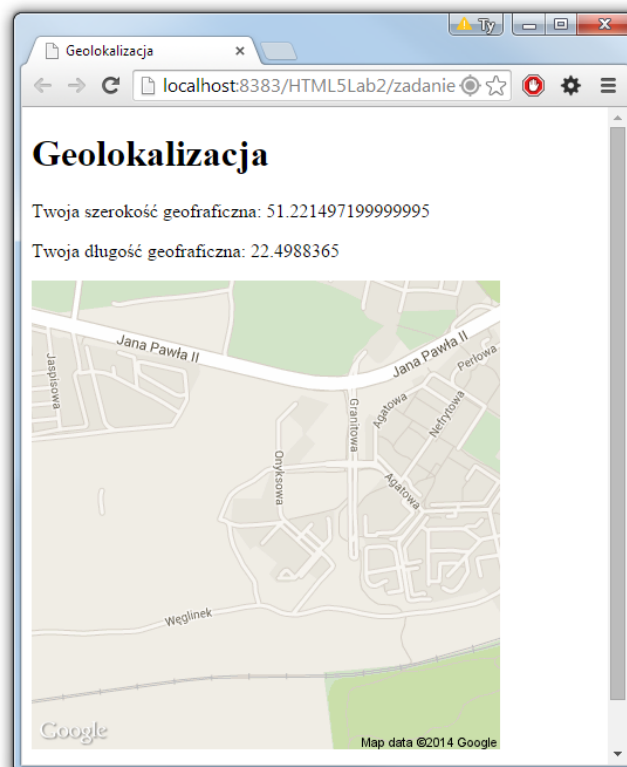 Ty
Geolokalizacja
localhost:8383/HTML5Lab2/zadanie
Geolokalizacja
Twoja szerokość geofraficzna: 51.221497199999995
Twoja długość geofraficzna: 22.4988365
Jana Pawła II
Jana Pawła II
Jaspisowa
Perłowa
Granitowa
Agatowa
Nefrytowa
Onyksowa
Agatowa
Węglinek
Google
Map data ©2014 Google